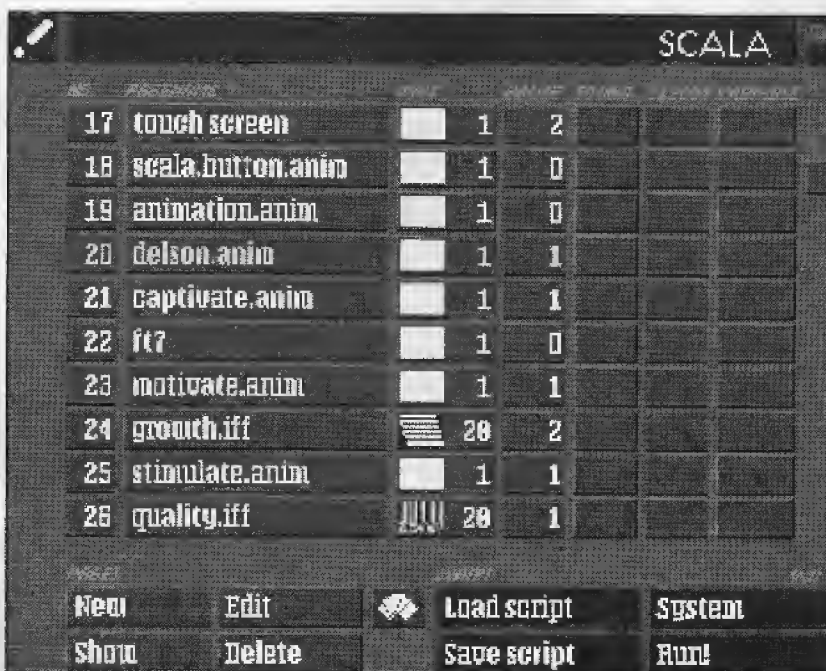 SCALA
17 touch screen 1 2
18 scala.button.anim 1 0
19 animation.anim 1 0
20 delson.anim 1 1
21 captivate.anim 1 1
22 ft7 1 0
23 motivate.anim 1 1
24 growth.iff 20 2
25 stimulate.anim 1 1
26 quality.iff 20 1
New Edit Load script System
Show Delete Save script Run!